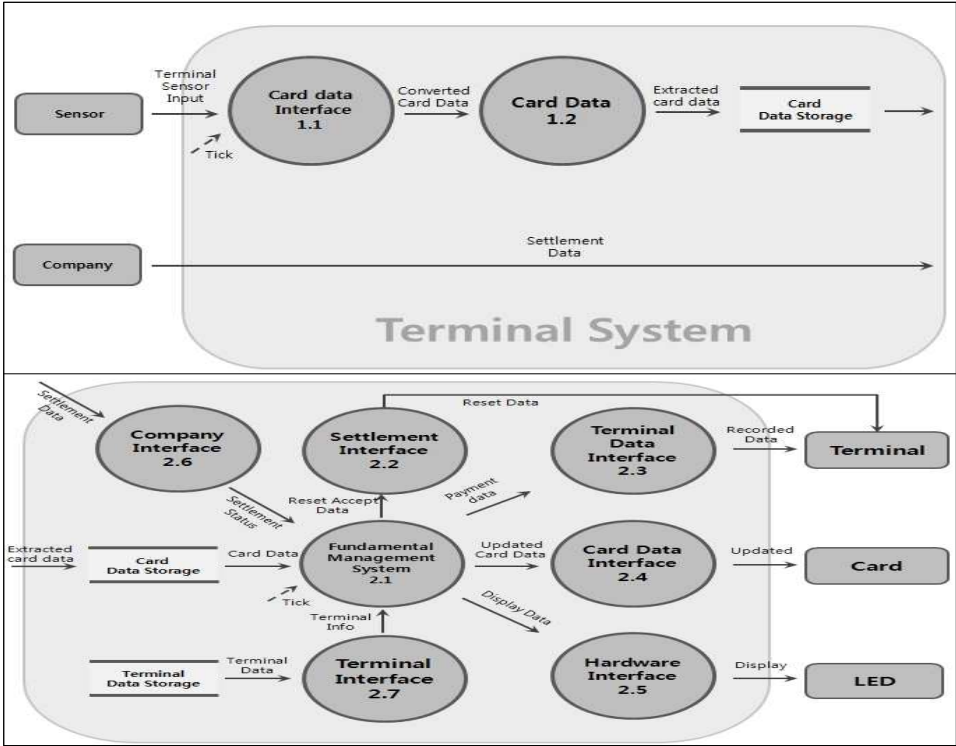 Terminal
Sensor
Input
Sensor
Card data
Interface
1.1
Converted
Card Data
Card Data
1.2
Extracted
card data
Card
Data Storage
Tick
Settlement
Data
Company
Terminal System
Settlement
Data
Company
Interface
2.6
Settlement
Interface
2.2
Reset Data
Terminal
Data
Interface
2.3
Recorded
Data
Terminal
Settlement
Status
Reset Accept
Data
Payment
data
Extracted
card data
Card
Data Storage
Card Data
Fundamental
Management
System
2.1
Updated
Card Data
Card Data
Interface
2.4
Updated
Card
Tick
Terminal
Info
Display Data
Terminal
Data Storage
Terminal
Data
Terminal
Interface
2.7
Hardware
Interface
2.5
Display
LED